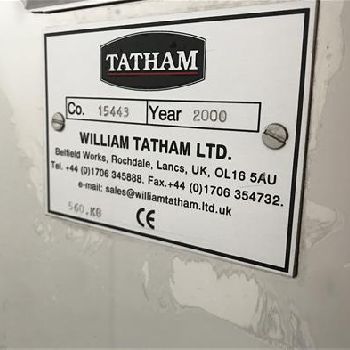 TATHAM
Co. 15443 Year 2000
WILLIAM TATHAM LTD.
Belfield Works, Rochdale, Lancs, UK, OL16 5AU
Tel. +44 (0)1706 345888. Fax.+44 (0)1706 354732.
e-mail: sales@williamtatham.ltd.uk
560.KG CE